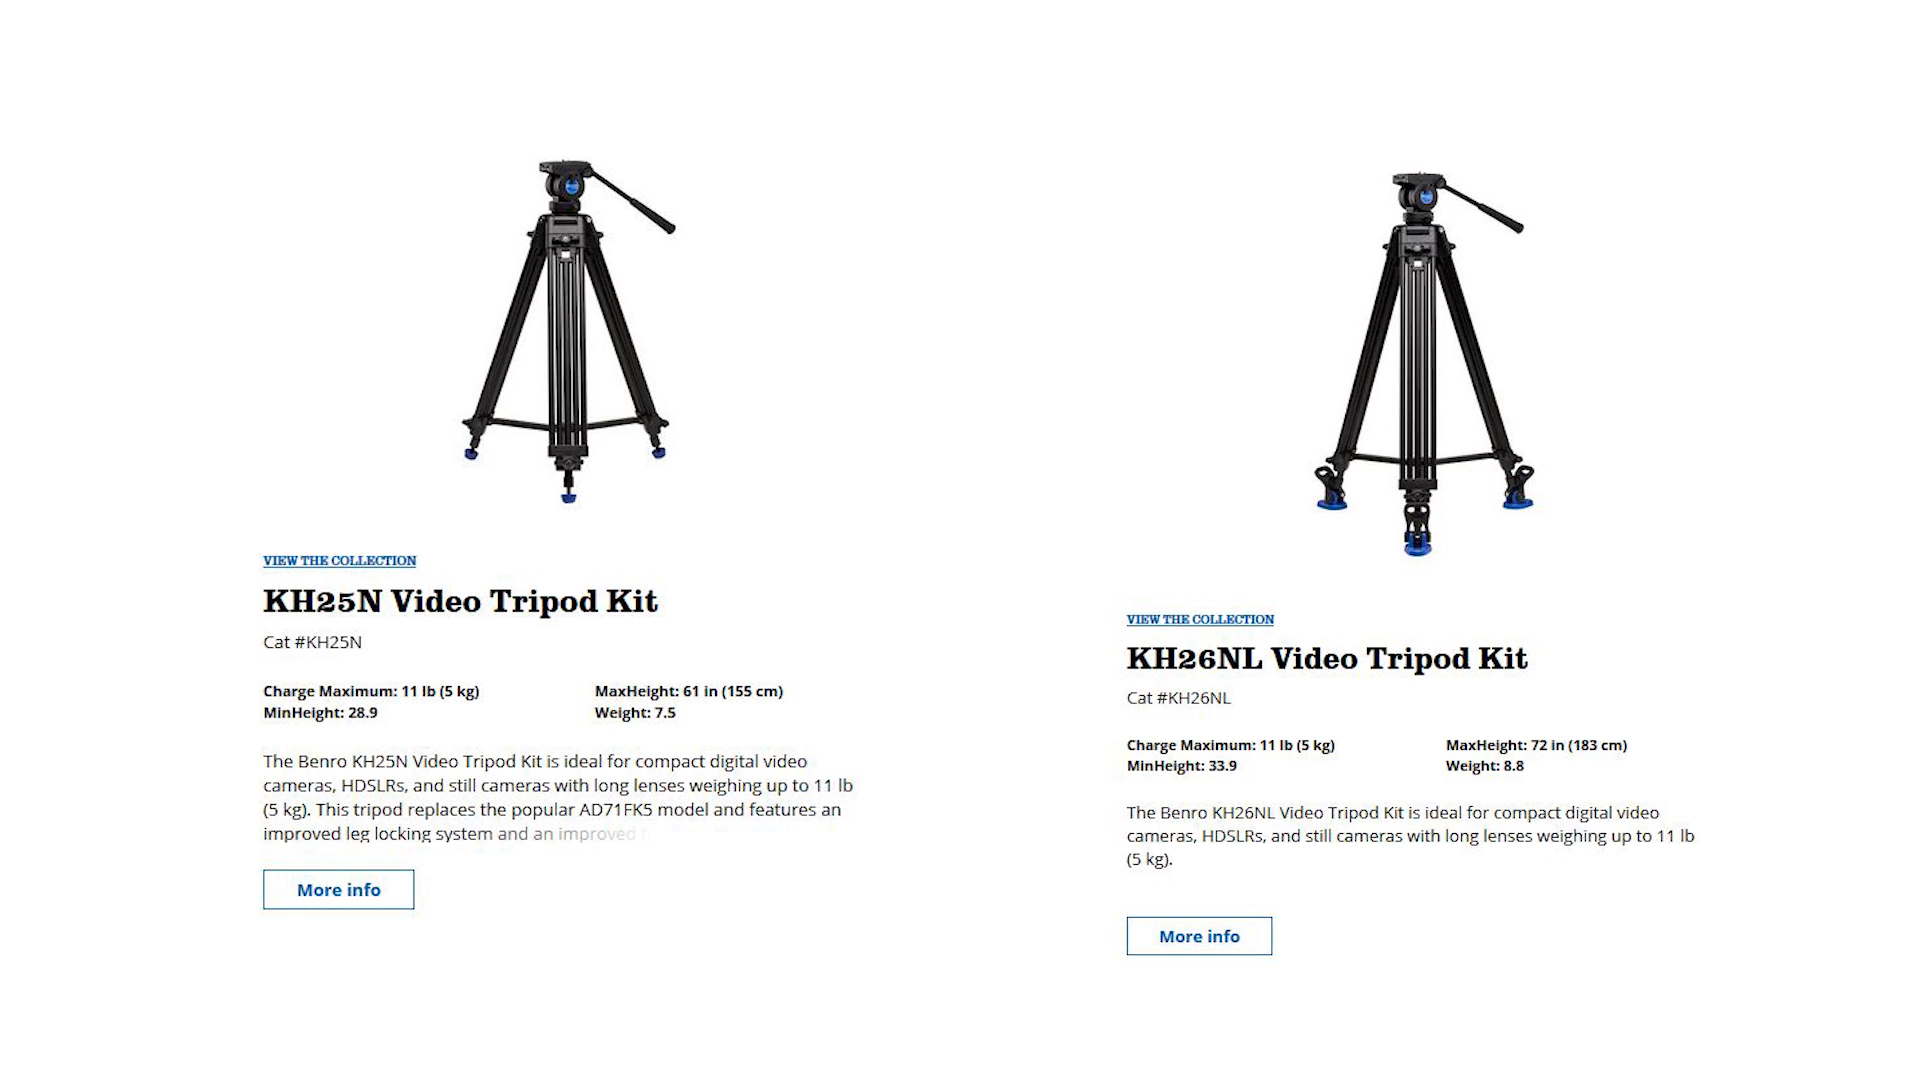 VIEW THE COLLECTION
KH25N Video Tripod Kit
Cat #KH25N
Charge Maximum: 11 lb (5 kg)
MaxHeight: 61 in (155 cm)
MinHeight: 28.9
Weight: 7.5
The Benro KH25N Video Tripod Kit is ideal for compact digital video
cameras, HDSLRs, and still cameras with long lenses weighing up to 11 lb
(5 kg). This tripod replaces the popular AD71FK5 model and features an
improved leg locking system and an improved
More info
VIEW THE COLLECTION
KH26NL Video Tripod Kit
Cat #KH26NL
Charge Maximum: 11 lb (5 kg)
MaxHeight: 72 in (183 cm)
MinHeight: 33.9
Weight: 8.8
The Benro KH26NL Video Tripod Kit is ideal for compact digital video
cameras, HDSLRs, and still cameras with long lenses weighing up to 11 lb
(5 kg).
More info